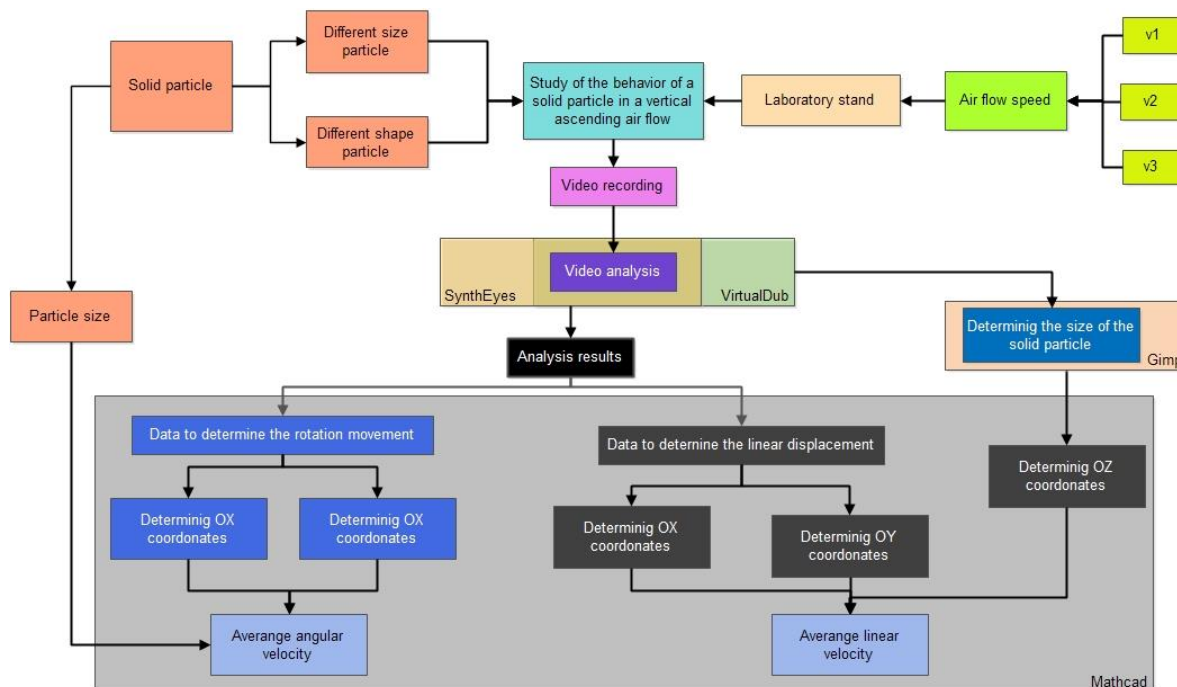 Different size
particle
Solid particle
Different shape
particle
Study of the behavior of a
solid particle in a vertical
ascending air flow
Laboratory stand
Air flow speed
v1
v2
v3
Video recording
Video analysis
SynthEyes
VirtualDub
Particle size
Determinig the size of the
solid particle
Gimp
Analysis results
Data to determine the rotation movement
Data to deternine the linear displacement
Determinig OZ
coordonates
Determinig OX
coordonates
Determinig OX
coordonates
Determinig OX
coordonates
Determinig OY
coordonates
Averange angular
velocity
Averange linear
velocity
Mathcad